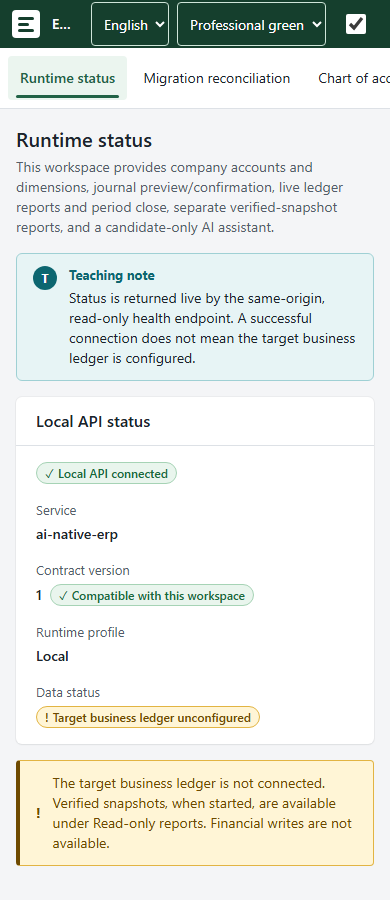 E...
English
Professional green
Runtime status
Migration reconciliation
Chart of acc
Runtime status
This workspace provides company accounts and
dimensions, journal preview/confirmation, live ledger
reports and period close, separate verified-snapshot
reports, and a candidate-only AI assistant.
T
Teaching note
Status is returned live by the same-origin,
read-only health endpoint. A successful
connection does not mean the target business
ledger is configured.
Local API status
✓ Local API connected
Service
ai-native-erp
Contract version
1 ✓ Compatible with this workspace
Runtime profile
Local
Data status
! Target business ledger unconfigured
!
The target business ledger is not connected.
Verified snapshots, when started, are available
under Read-only reports. Financial writes are not
available.